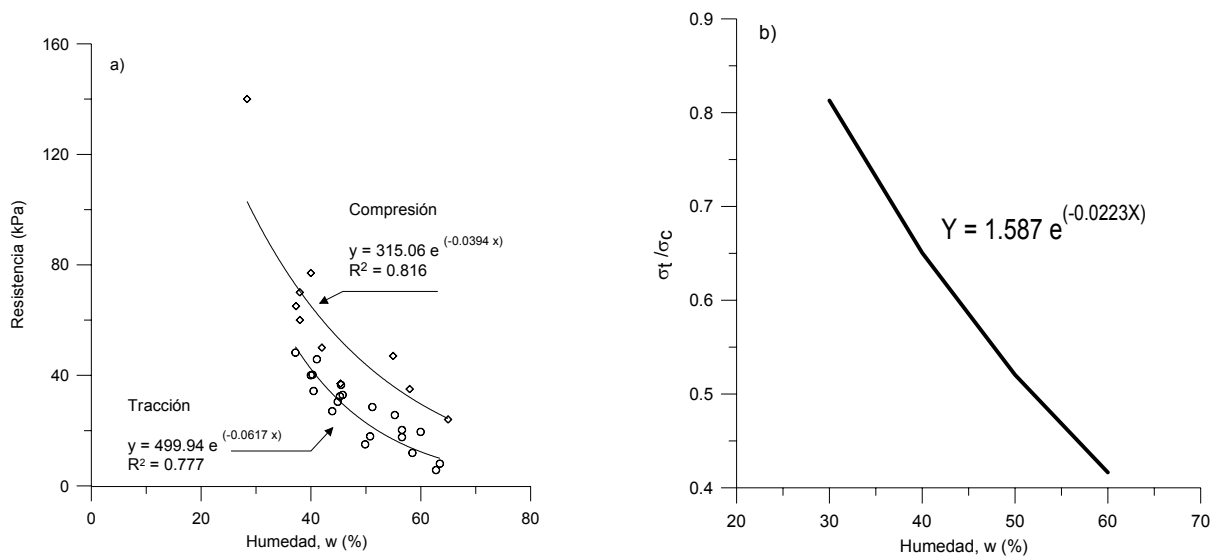 a)
160
120
80
40
0
Resistencia (kPa)
Compresión
y = 315.06 e (-0.0394 x)
R2 = 0.816
Tracción
y = 499.94 e (-0.0617 x)
R2 = 0.777
0 20 40 60 80
Humedad, w (%)
b)
0.9
0.8
0.7
0.6
0.5
0.4
σt /σc
Y = 1.587 e(-0.0223X)
20 30 40 50 60 70
Humedad, w (%)